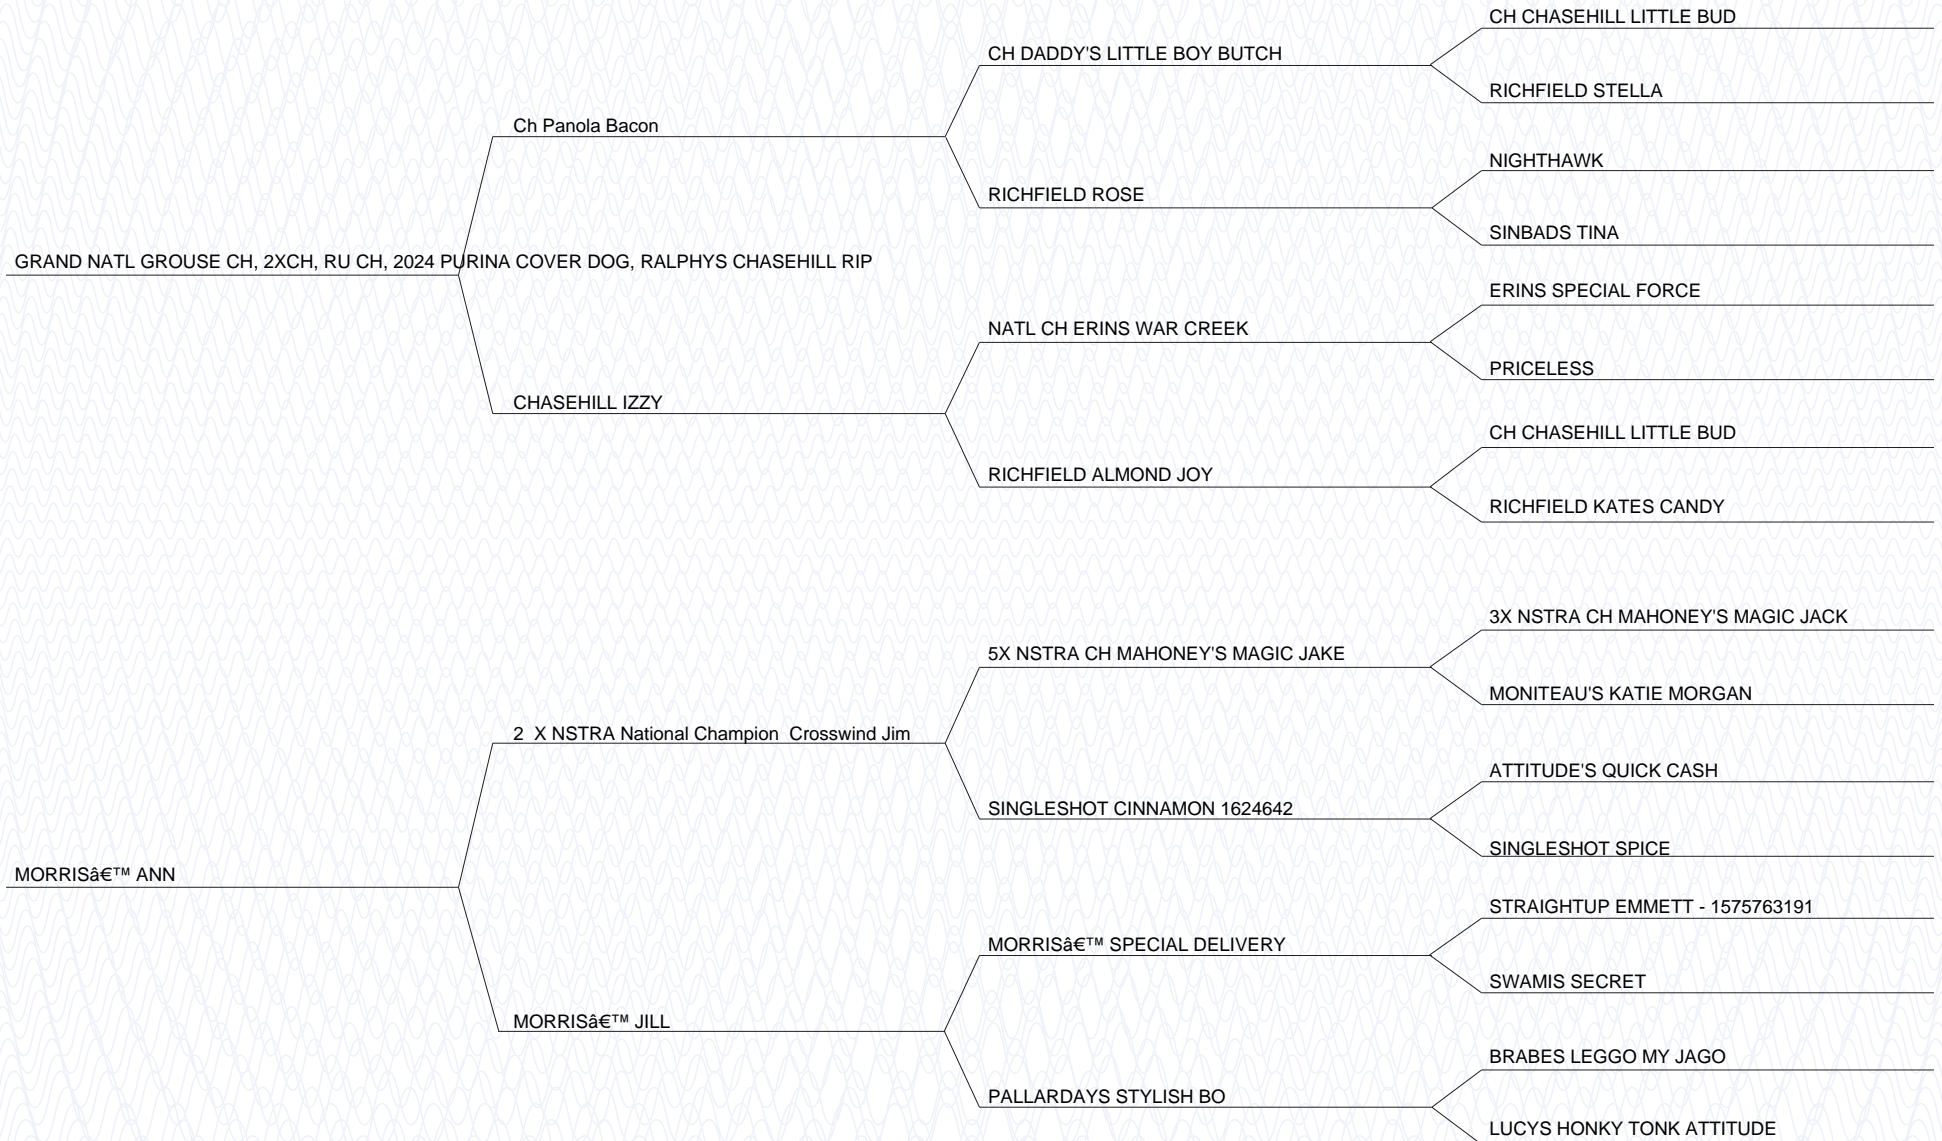 CH CHASEHILL LITTLE BUD
CH DADDY'S LITTLE BOY BUTCH
RICHFIELD STELLA
Ch Panola Bacon
NIGHTHAWK
RICHFIELD ROSE
SINBADS TINA
GRAND NATL GROUSE CH, 2XCH, RU CH, 2024 PURINA COVER DOG, RALPHYS CHASEHILL RIP
ERINS SPECIAL FORCE
NATL CH ERINS WAR CREEK
PRICELESS
CHASEHILL IZZY
CH CHASEHILL LITTLE BUD
RICHFIELD ALMOND JOY
RICHFIELD KATES CANDY
3X NSTRA CH MAHONEY'S MAGIC JACK
5X NSTRA CH MAHONEY'S MAGIC JAKE
MONITEAU'S KATIE MORGAN
2 X NSTRA National Champion Crosswind Jim
ATTITUDE'S QUICK CASH
SINGLESHOT CINNAMON 1624642
SINGLESHOT SPICE
MORRISâ€™ ANN
STRAIGHTUP EMMETT - 1575763191
MORRISâ€™ SPECIAL DELIVERY
SWAMIS SECRET
MORRISâ€™ JILL
BRABES LEGGO MY JAGO
PALLARDAYS STYLISH BO
LUCYS HONKY TONK ATTITUDE